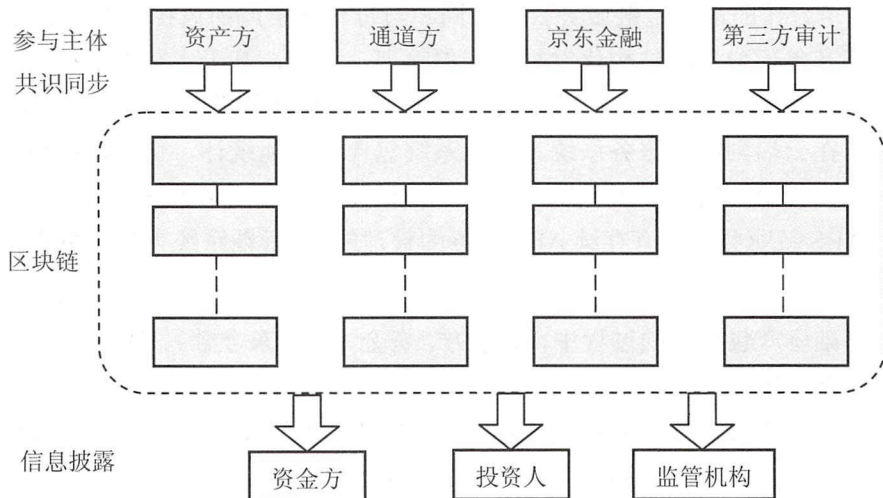 参与主体
共识同步
资产方
通道方
京东金融
第三方审计
区块链
信息披露
资金方
投资人
监管机构